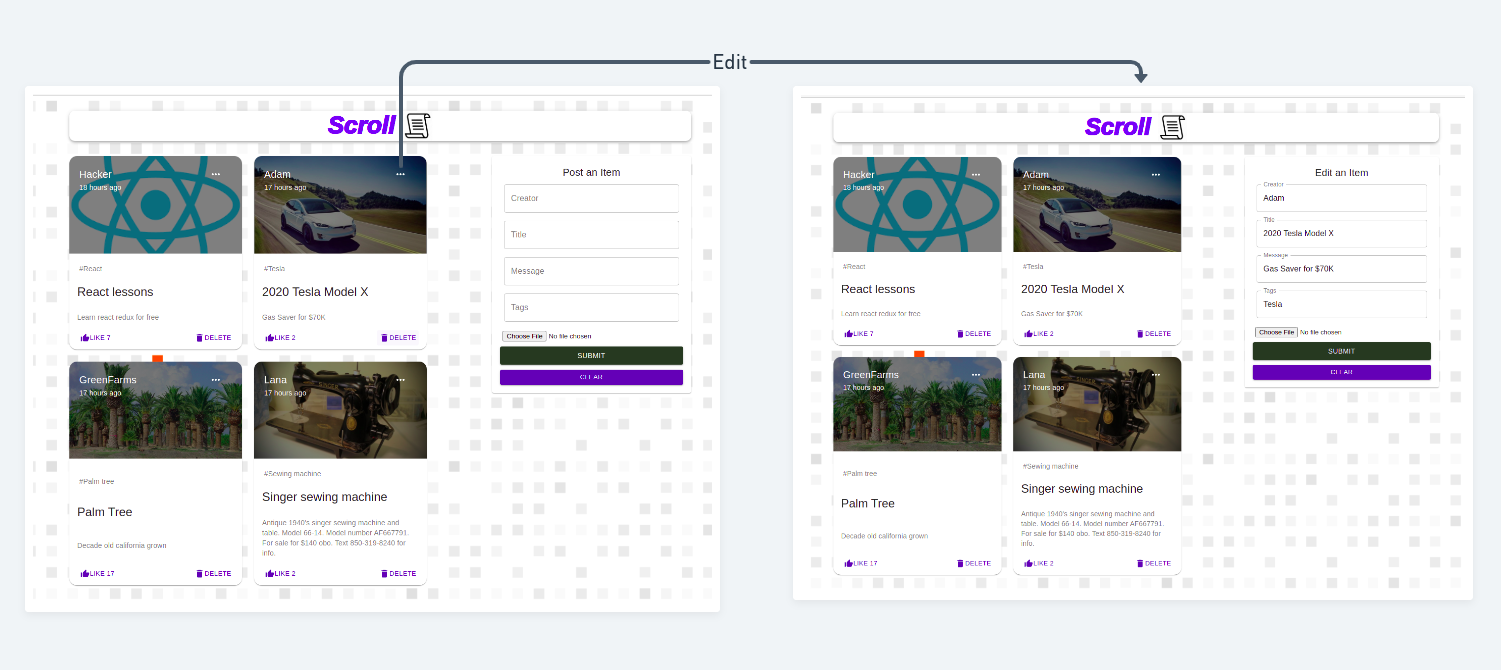 Edit
Scroll
Hacker
18 hours ago
Adam
17 hours ago
#React
React lessons
Learn react redux for free
LIKE 7
DELETE
#Tesla
2020 Tesla Model X
Gas Saver for $70K
LIKE 2
DELETE
GreenFarms
17 hours ago
Lana
17 hours ago
SINGER
#Palm tree
Palm Tree
Decade old california grown
LIKE 17
DELETE
#Sewing machine
Singer sewing machine
Antique 1940's singer sewing machine and
table. Model 66-14. Model number AF667791.
For sale for $140 obo. Text 850-319-8240 for
info.
LIKE 2
DELETE
Post an Item
Creator
Title
Message
Tags
Choose File No file chosen
SUBMIT
CLEAR
Scroll
Hacker
18 hours ago
Adam
17 hours ago
#React
React lessons
Learn react redux for free
LIKE 7
DELETE
#Tesla
2020 Tesla Model X
Gas Saver for $70K
LIKE 2
DELETE
GreenFarms
17 hours ago
Lana
17 hours ago
SINGER
#Palm tree
Palm Tree
Decade old california grown
LIKE 17
DELETE
#Sewing machine
Singer sewing machine
Antique 1940's singer sewing machine and
table. Model 66-14. Model number AF667791.
For sale for $140 obo. Text 850-319-8240 for
info.
LIKE 2
DELETE
Edit an Item
Creator
Adam
Title
2020 Tesla Model X
Message
Gas Saver for $70K
Tags
Tesla
Choose File No file chosen
SUBMIT
CLEAR